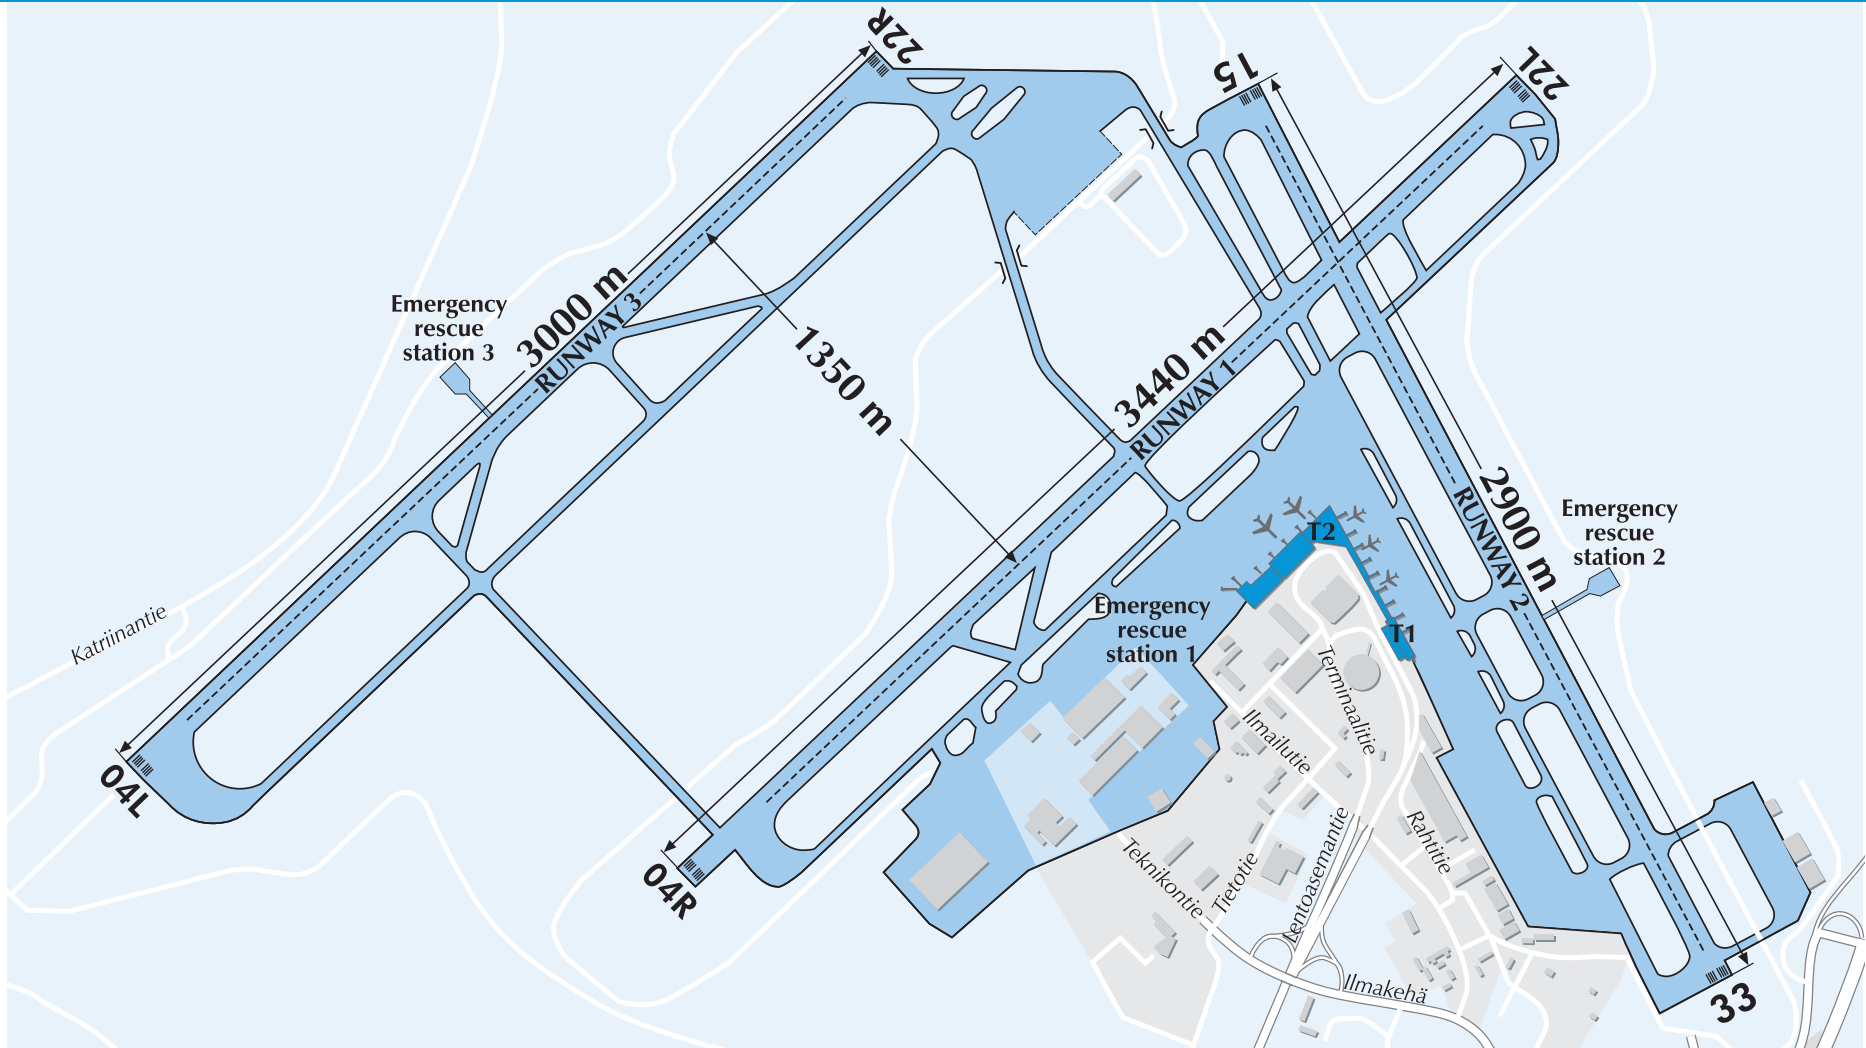 22R
15
22L
Emergency
rescue
station 3
3000 m
RUNWAY 3
1350 m
3440 m
RUNWAY 1
2900 m
RUNWAY 2
Emergency
rescue
station 2
T2
T1
Emergency
rescue
station 1
Katriinantie
04L
04R
Terminaalitie
Ilmailutie
Rahtitie
Teknikontie
Tietotie
Lentoasemantie
Ilmakehä
33